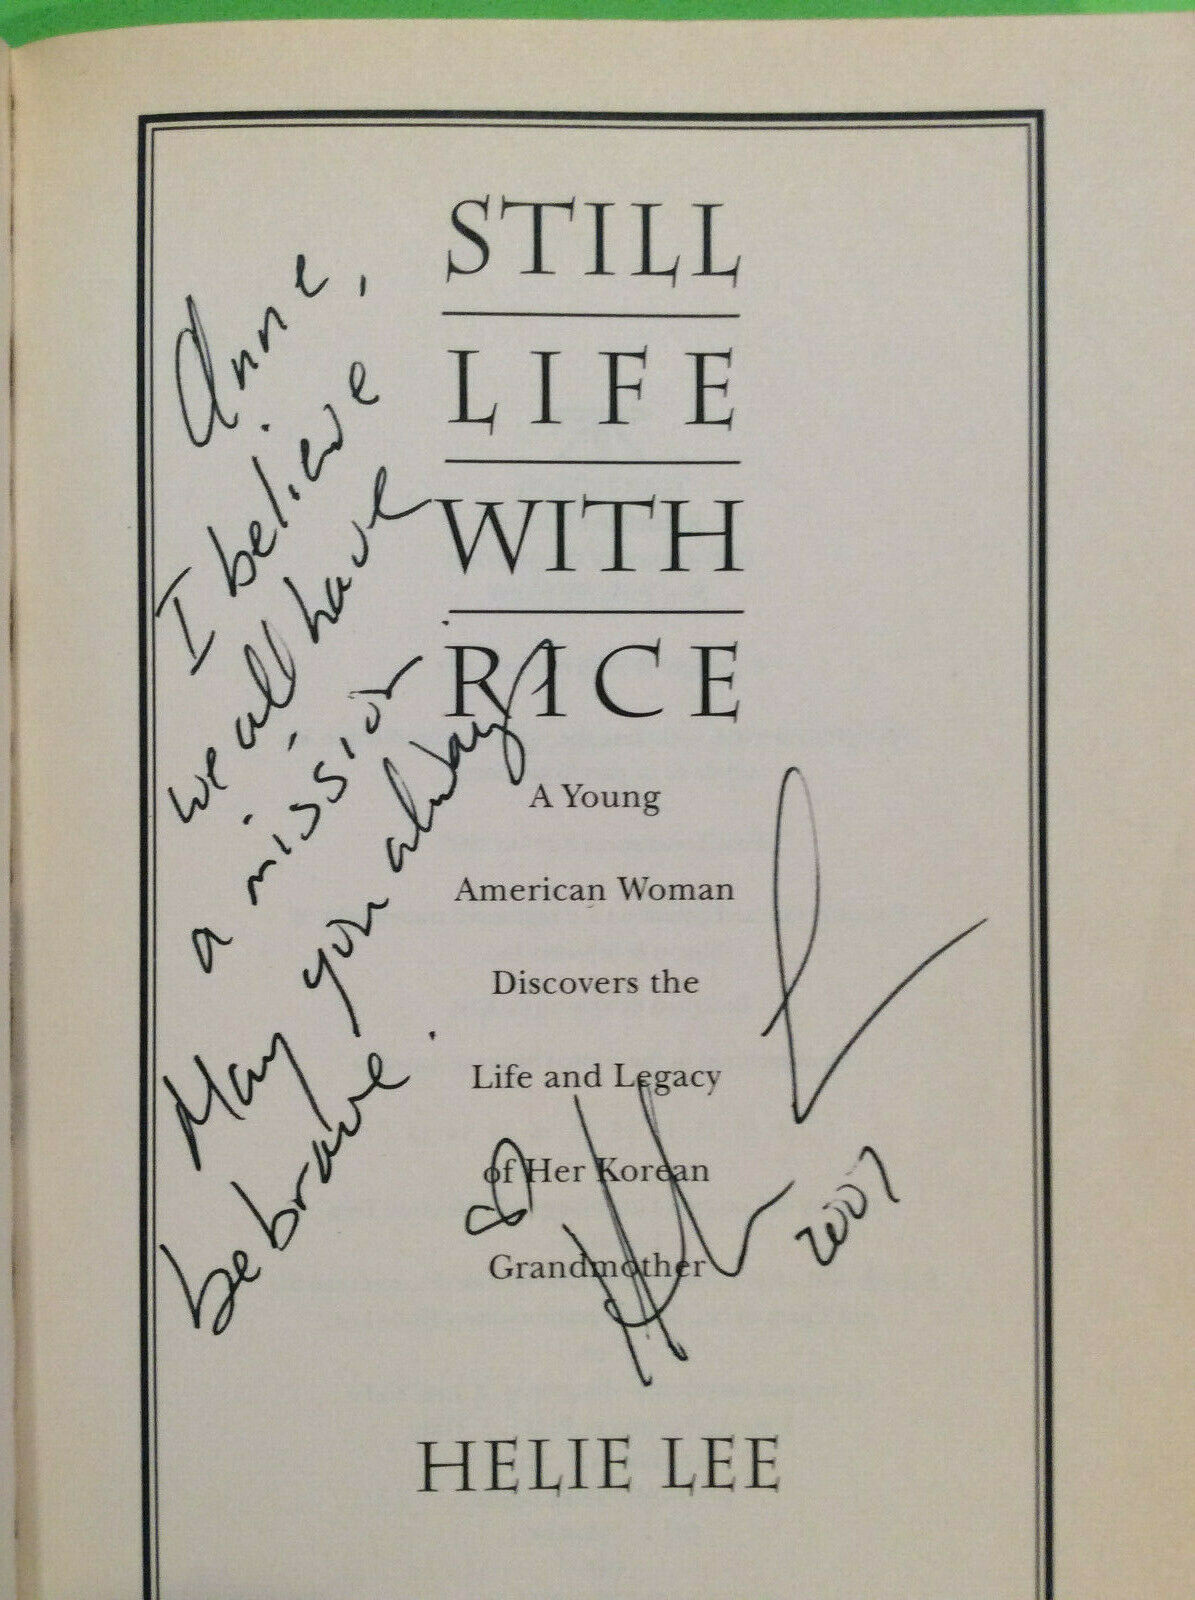 STILL
LIFE
WITH
RICE
A Young
American Woman
Discovers the
Life and Legacy
of Her Korean
Grandmother
HELIE LEE
Anne,
I believe
we all have
a mission.
May you always
be brave.
2007